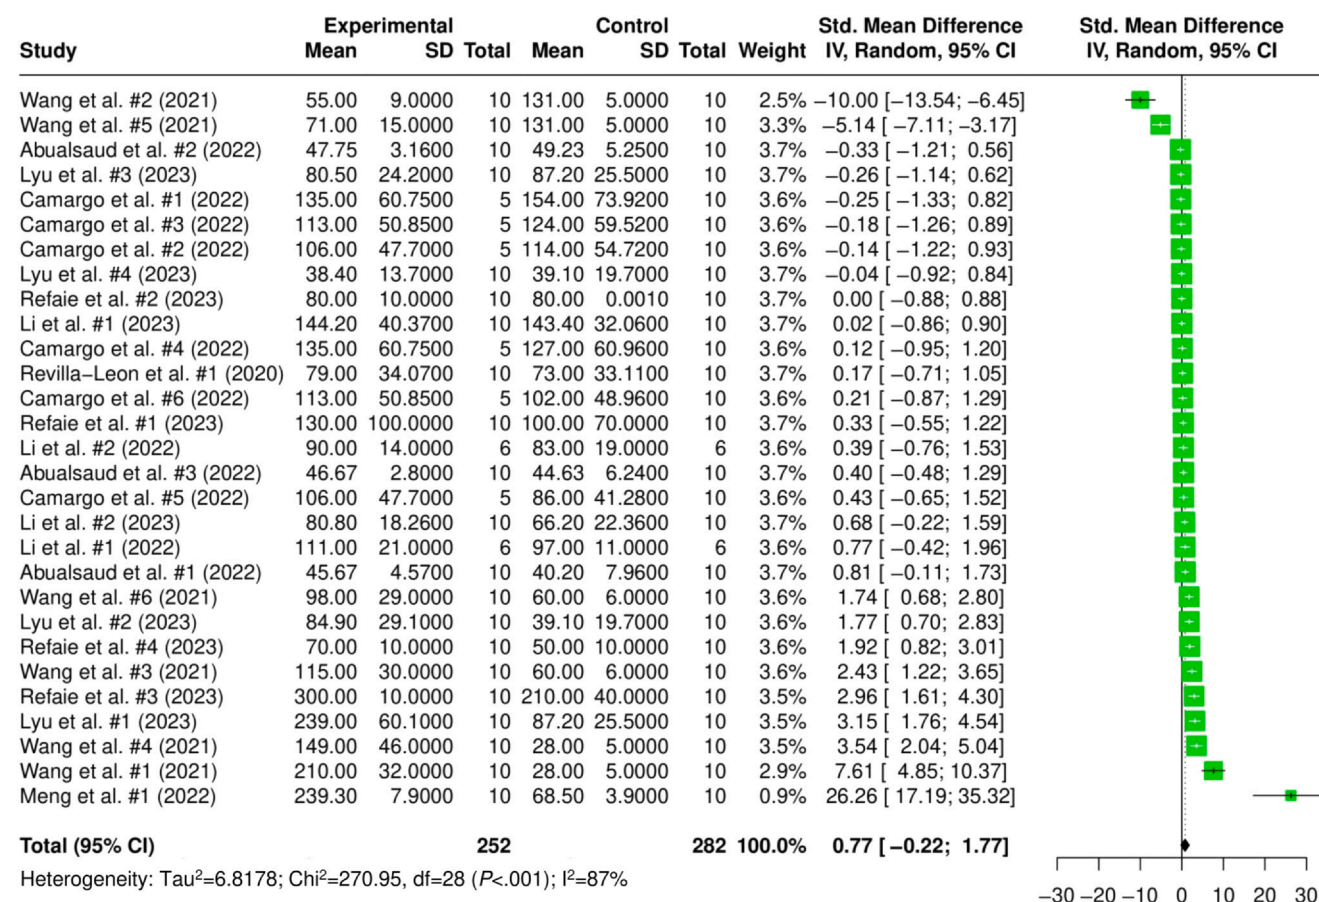 Experimental Control Std. Mean Difference Std. Mean Difference
Study Mean SD Total Mean SD Total Weight IV, Random, 95% CI IV, Random, 95% CI
Wang et al. #2 (2021) 55.00 9.0000 10 131.00 5.0000 10 2.5% −10.00 [−13.54; −6.45]
Wang et al. #5 (2021) 71.00 15.0000 10 131.00 5.0000 10 3.3% −5.14 [ −7.11; −3.17]
Abualsaud et al. #2 (2022) 47.75 3.1600 10 49.23 5.2500 10 3.7% −0.33 [ −1.21; 0.56]
Lyu et al. #3 (2023) 80.50 24.2000 10 87.20 25.5000 10 3.7% −0.26 [ −1.14; 0.62]
Camargo et al. #1 (2022) 135.00 60.7500 5 154.00 73.9200 10 3.6% −0.25 [ −1.33; 0.82]
Camargo et al. #3 (2022) 113.00 50.8500 5 124.00 59.5200 10 3.6% −0.18 [ −1.26; 0.89]
Camargo et al. #2 (2022) 106.00 47.7000 5 114.00 54.7200 10 3.6% −0.14 [ −1.22; 0.93]
Lyu et al. #4 (2023) 38.40 13.7000 10 39.10 19.7000 10 3.7% −0.04 [ −0.92; 0.84]
Refaie et al. #2 (2023) 80.00 10.0000 10 80.00 0.0010 10 3.7% 0.00 [ −0.88; 0.88]
Li et al. #1 (2023) 144.20 40.3700 10 143.40 32.0600 10 3.7% 0.02 [ −0.86; 0.90]
Camargo et al. #4 (2022) 135.00 60.7500 5 127.00 60.9600 10 3.6% 0.12 [ −0.95; 1.20]
Revilla−Leon et al. #1 (2020) 79.00 34.0700 10 73.00 33.1100 10 3.7% 0.17 [ −0.71; 1.05]
Camargo et al. #6 (2022) 113.00 50.8500 5 102.00 48.9600 10 3.6% 0.21 [ −0.87; 1.29]
Refaie et al. #1 (2023) 130.00 100.0000 10 100.00 70.0000 10 3.7% 0.33 [ −0.55; 1.22]
Li et al. #2 (2022) 90.00 14.0000 6 83.00 19.0000 6 3.6% 0.39 [ −0.76; 1.53]
Abualsaud et al. #3 (2022) 46.67 2.8000 10 44.63 6.2400 10 3.7% 0.40 [ −0.48; 1.29]
Camargo et al. #5 (2022) 106.00 47.7000 5 86.00 41.2800 10 3.6% 0.43 [ −0.65; 1.52]
Li et al. #2 (2023) 80.80 18.2600 10 66.20 22.3600 10 3.7% 0.68 [ −0.22; 1.59]
Li et al. #1 (2022) 111.00 21.0000 6 97.00 11.0000 6 3.6% 0.77 [ −0.42; 1.96]
Abualsaud et al. #1 (2022) 45.67 4.5700 10 40.20 7.9600 10 3.7% 0.81 [ −0.11; 1.73]
Wang et al. #6 (2021) 98.00 29.0000 10 60.00 6.0000 10 3.6% 1.74 [ 0.68; 2.80]
Lyu et al. #2 (2023) 84.90 29.1000 10 39.10 19.7000 10 3.6% 1.77 [ 0.70; 2.83]
Refaie et al. #4 (2023) 70.00 10.0000 10 50.00 10.0000 10 3.6% 1.92 [ 0.82; 3.01]
Wang et al. #3 (2021) 115.00 30.0000 10 60.00 6.0000 10 3.6% 2.43 [ 1.22; 3.65]
Refaie et al. #3 (2023) 300.00 10.0000 10 210.00 40.0000 10 3.5% 2.96 [ 1.61; 4.30]
Lyu et al. #1 (2023) 239.00 60.1000 10 87.20 25.5000 10 3.5% 3.15 [ 1.76; 4.54]
Wang et al. #4 (2021) 149.00 46.0000 10 28.00 5.0000 10 3.5% 3.54 [ 2.04; 5.04]
Wang et al. #1 (2021) 210.00 32.0000 10 28.00 5.0000 10 2.9% 7.61 [ 4.85; 10.37]
Meng et al. #1 (2022) 239.30 7.9000 10 68.50 3.9000 10 0.9% 26.26 [ 17.19; 35.32]
Total (95% CI) 252 282 100.0% 0.77 [ −0.22; 1.77]
Heterogeneity: Tau²=6.8178; Chi²=270.95, df=28 (P<.001); I²=87%
−30 −20 −10 0 10 20 30